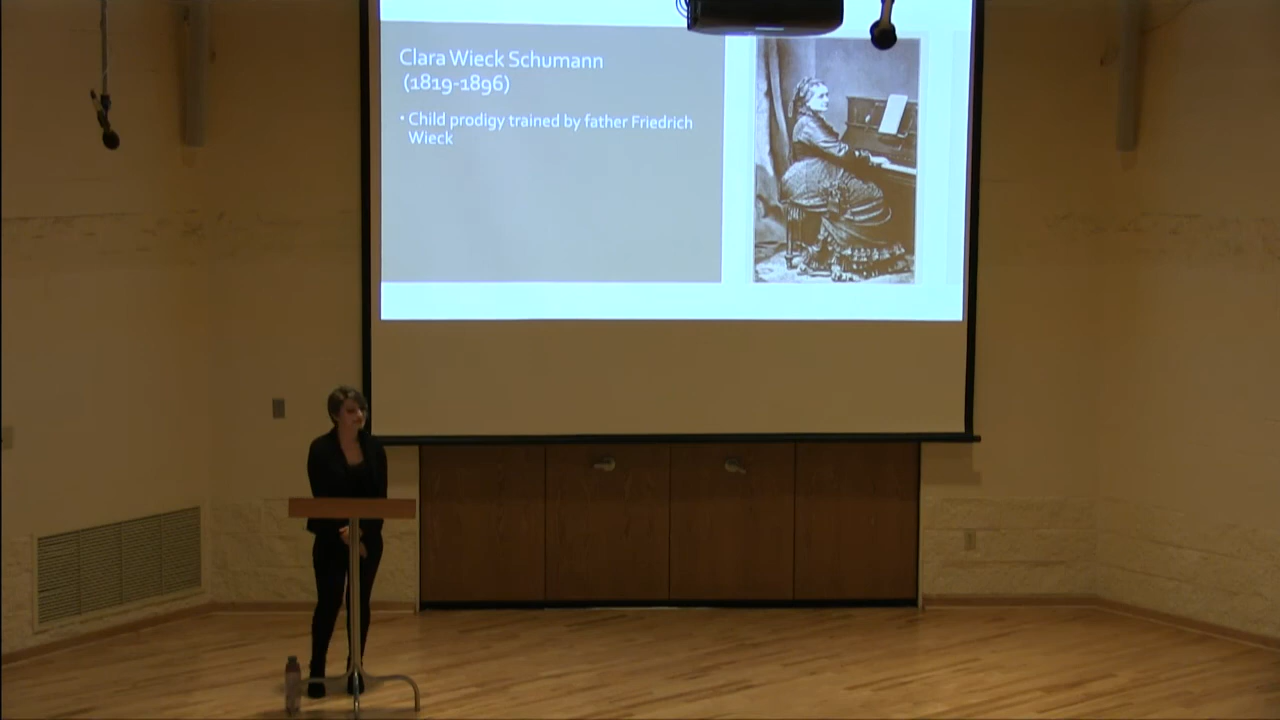 Clara Wieck Schumann
(1819-1896)
• Child prodigy trained by father Friedrich
Wieck